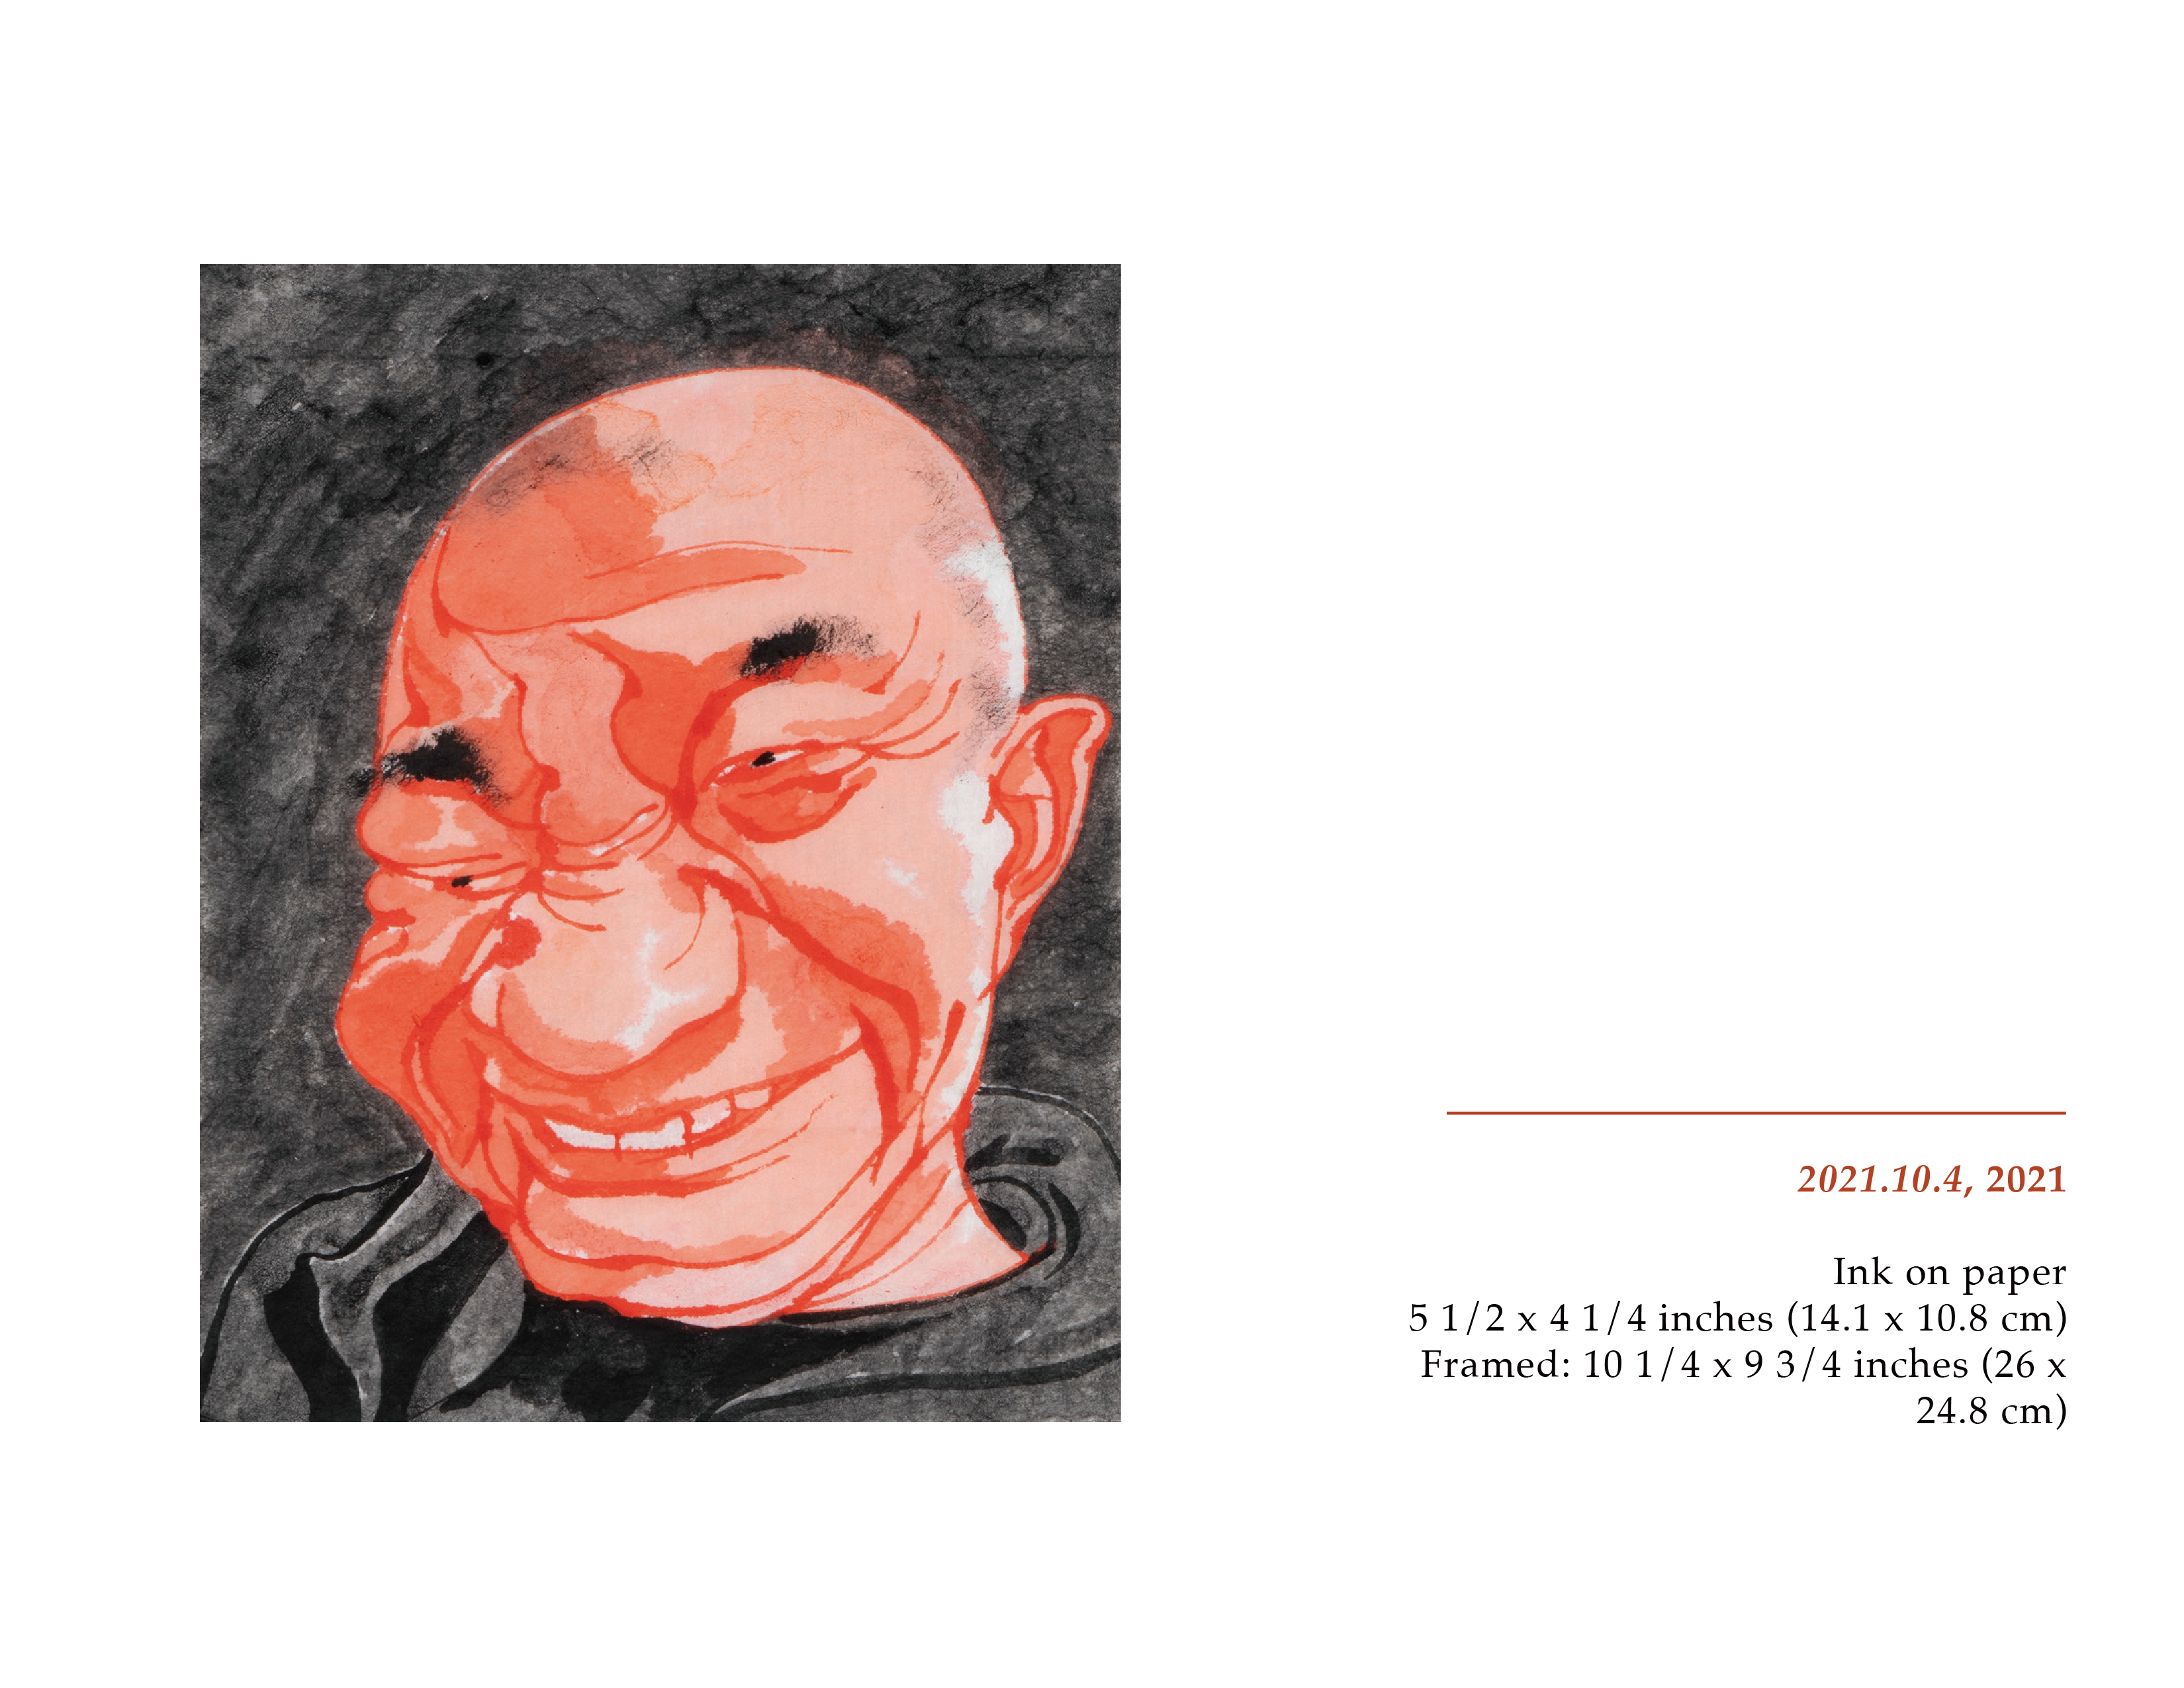 2021.10.4, 2021
Ink on paper
5 1/2 x 4 1/4 inches (14.1 x 10.8 cm)
Framed: 10 1/4 x 9 3/4 inches (26 x
24.8 cm)